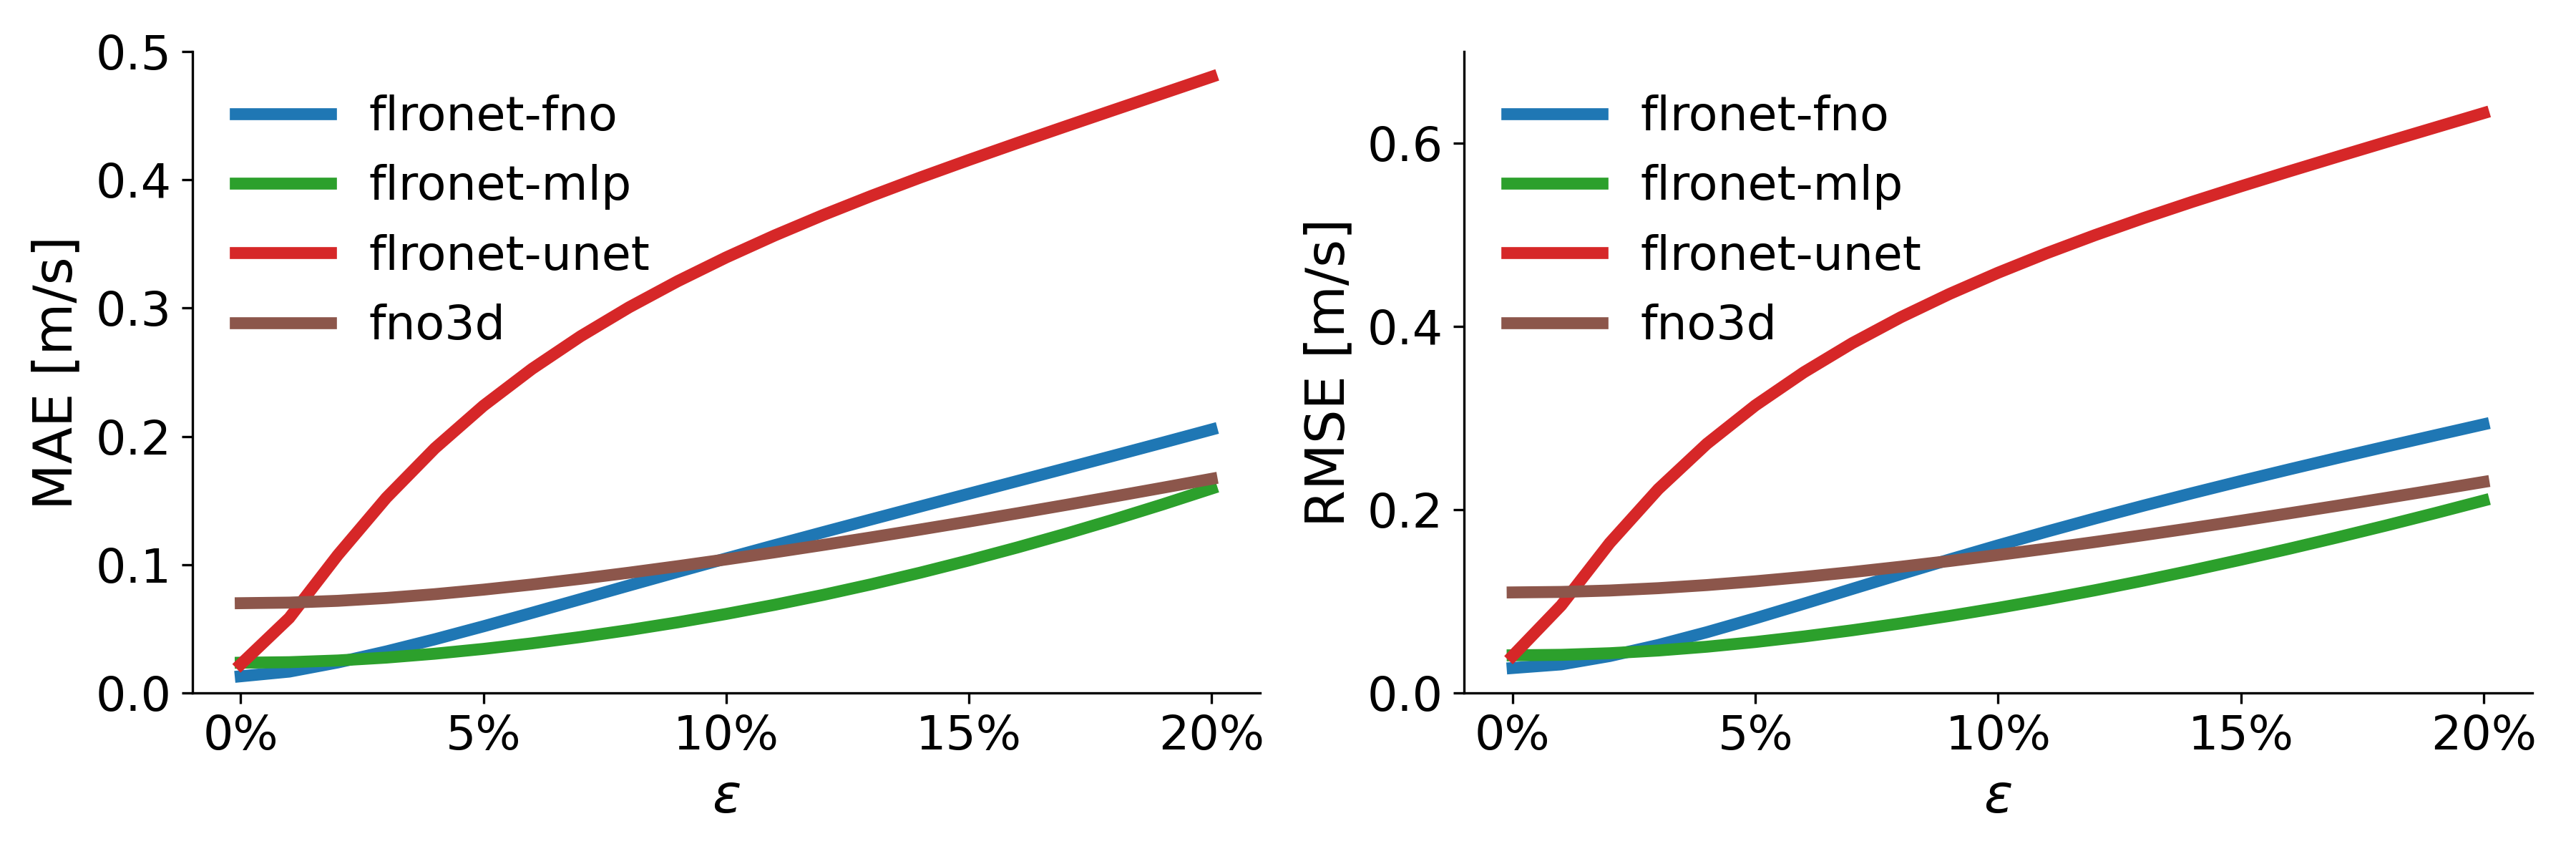 MAE [m/s]
0.5
0.4
0.3
0.2
0.1
0.0
flronet-fno
flronet-mlp
flronet-unet
fno3d
0% 5% 10% 15% 20%
ε
RMSE [m/s]
0.6
0.4
0.2
0.0
flronet-fno
flronet-mlp
flronet-unet
fno3d
0% 5% 10% 15% 20%
ε